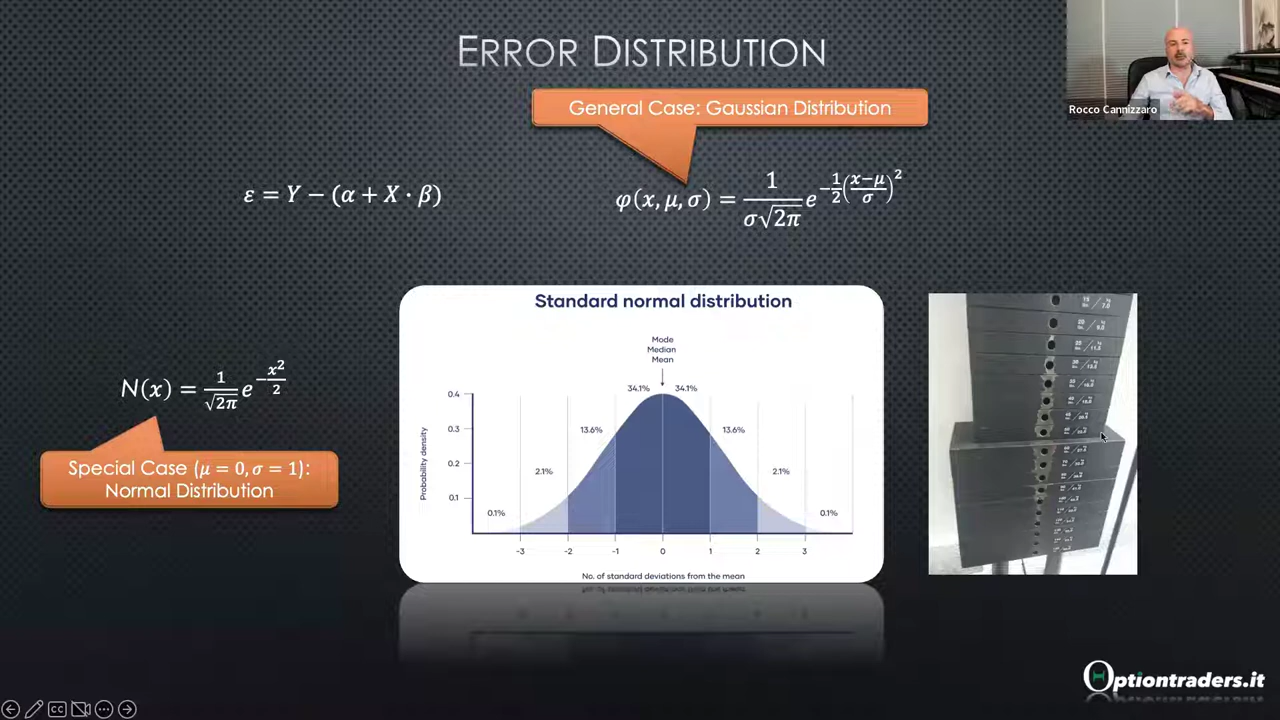 ERROR DISTRIBUTION
General Case: Gaussian Distribution
Rocco Cannizzaro
ε = Y − (α + X · β)
φ(x, μ, σ) = 1/(σ√2π) e^(−1/2((x−μ)/σ)^2)
Standard normal distribution
Mode
Median
Mean
34.1% 34.1%
13.6% 13.6%
2.1% 2.1%
0.1% 0.1%
0.4
0.3
0.2
0.1
Probability density
-3 -2 -1 0 1 2 3
No. of standard deviations from the mean
N(x) = 1/√2π e^(−x^2/2)
Special Case (μ = 0, σ = 1):
Normal Distribution
Optiontraders.it
CC